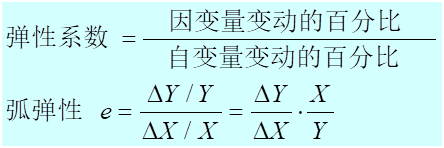 弹性系数 = 因变量变动的百分比 / 自变量变动的百分比
弧弹性 e = (ΔY / Y) / (ΔX / X) = ΔY / ΔX · X / Y